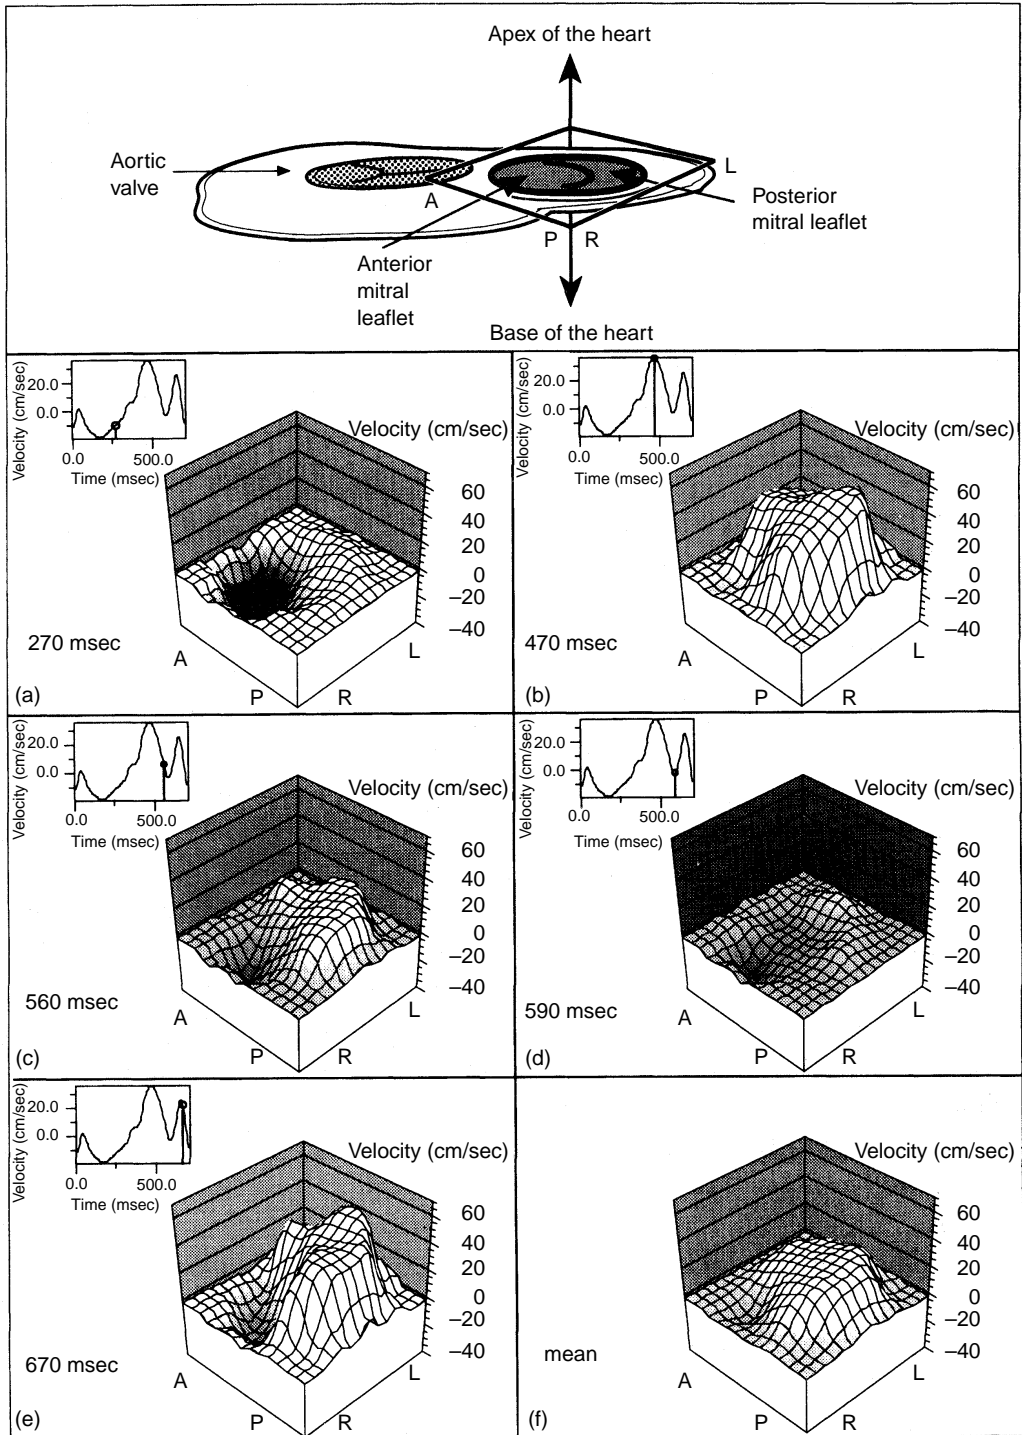 Apex of the heart
Aortic
valve
L
A
Posterior
mitral leaflet
P R
Anterior
mitral
leaflet
Base of the heart
Velocity (cm/sec)
20.0
0.0
0.0 500.0
Time (msec)
Velocity (cm/sec)
60
40
20
0
–20
–40
270 msec
A
L
P R
(a)
Velocity (cm/sec)
20.0
0.0
0.0 500.0
Time (msec)
Velocity (cm/sec)
60
40
20
0
–20
–40
470 msec
A
L
P R
(b)
Velocity (cm/sec)
20.0
0.0
0.0 500.0
Time (msec)
Velocity (cm/sec)
60
40
20
0
–20
–40
560 msec
A
L
P R
(c)
Velocity (cm/sec)
20.0
0.0
0.0 500.0
Time (msec)
Velocity (cm/sec)
60
40
20
0
–20
–40
590 msec
A
L
P R
(d)
Velocity (cm/sec)
20.0
0.0
0.0 500.0
Time (msec)
Velocity (cm/sec)
60
40
20
0
–20
–40
670 msec
A
L
P R
(e)
Velocity (cm/sec)
60
40
20
0
–20
–40
mean
A
L
P R
(f)